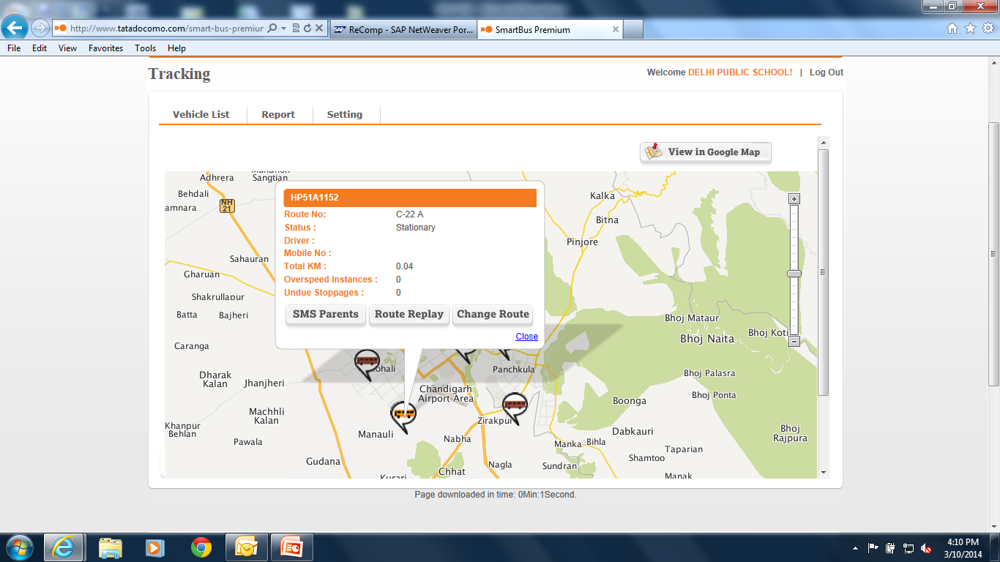 http://www.tatadocomo.com/smart-bus-premiun
ReComp - SAP NetWeaver Por...
SmartBus Premium
File Edit View Favorites Tools Help
Tracking
Welcome DELHI PUBLIC SCHOOL! | Log Out
Vehicle List Report Setting
View in Google Map
Adhrera
Sangtian
Behdali
amnara
NH
21
Sahauran
Gharuan
Shakrullapur
Batta
Bajheri
Caranga
Dharak
Kalan
Jhanjheri
Machhli
Kalan
Khanpur
Behlan
Pawala
Gudana
HP51A1152
Route No: C-22 A
Status : Stationary
Driver :
Mobile No :
Total KM : 0.04
Overspeed Instances : 0
Undue Stoppages : 0
SMS Parents Route Replay Change Route
Close
Kalka
Bitna
Pinjore
ohali
Panchkula
Chandigarh
Airport Area
Zirakpur
Manauli
Nabha
Nagla
Chhat
Kurari
Bhoj Mataur
Bhoj Naita
Bhoj Koti
Bhoj Palasra
Bhoj Ponta
Boonga
Dabkauri
Bhoj
Rajpura
Manka
Bihla
Taparian
Shamtoo
Sundran
Manak
Page downloaded in time: 0Min:1Second.
4:10 PM
3/10/2014